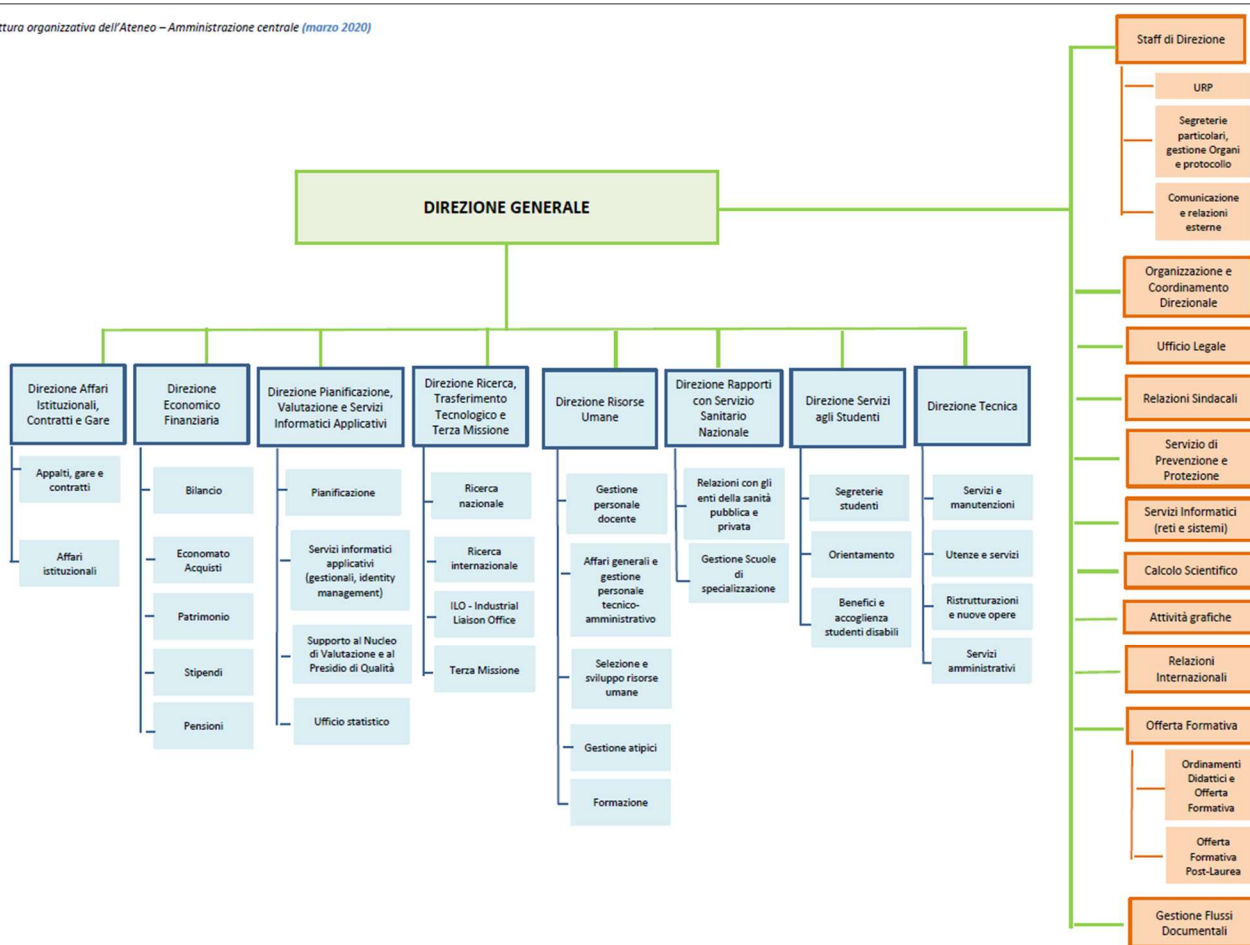 ttura organizzativa dell'Ateneo – Amministrazione centrale (marzo 2020)
DIREZIONE GENERALE
Direzione Affari
Istituzionali,
Contratti e Gare
Appalti, gare e
contratti
Affari
istituzionali
Direzione
Economico
Finanziaria
Bilancio
Economato
Acquisti
Patrimonio
Stipendi
Pensioni
Direzione Pianificazione,
Valutazione e Servizi
Informatici Applicativi
Pianificazione
Servizi informatici
applicativi
(gestionali, identity
management)
Supporto al Nucleo
di Valutazione e al
Presidio di Qualità
Ufficio statistico
Direzione Ricerca,
Trasferimento
Tecnologico e
Terza Missione
Ricerca
nazionale
Ricerca
internazionale
ILO - Industrial
Liaison Office
Terza Missione
Direzione Risorse
Umane
Gestione
personale
docente
Affari generali e
gestione
personale
tecnico-
amministrativo
Selezione e
sviluppo risorse
umane
Gestione atipici
Formazione
Direzione Rapporti
con Servizio
Sanitario
Nazionale
Relazioni con gli
enti della sanità
pubblica e
privata
Gestione Scuole
di
specializzazione
Direzione Servizi
agli Studenti
Segreterie
studenti
Orientamento
Benefici e
accoglienza
studenti disabili
Direzione Tecnica
Servizi e
manutenzioni
Utenze e servizi
Ristrutturazioni
e nuove opere
Servizi
amministrativi
Staff di Direzione
URP
Segreterie
particolari,
gestione Organi
e protocollo
Comunicazione
e relazioni
esterne
Organizzazione e
Coordinamento
Direzionale
Ufficio Legale
Relazioni Sindacali
Servizio di
Prevenzione e
Protezione
Servizi Informatici
(reti e sistemi)
Calcolo Scientifico
Attività grafiche
Relazioni
Internazionali
Offerta Formativa
Ordinamenti
Didattici e
Offerta
Formativa
Offerta
Formativa
Post-Laurea
Gestione Flussi
Documentali